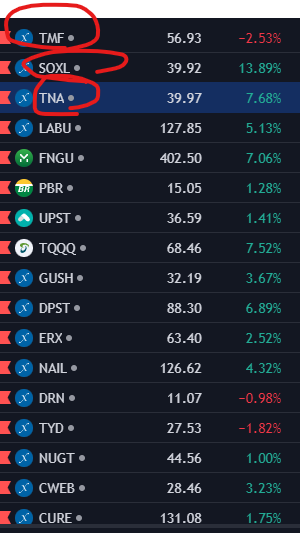 TMF 56.93 −2.53%
SOXL 39.92 13.89%
TNA 39.97 7.68%
LABU 127.85 5.13%
FNGU 402.50 7.06%
BR PBR 15.05 1.28%
UPST 36.59 1.41%
TQQQ 68.46 7.52%
GUSH 32.19 3.67%
DPST 88.30 6.89%
ERX 63.40 2.52%
NAIL 126.62 4.32%
DRN 11.07 −0.98%
TYD 27.53 −1.82%
NUGT 44.56 1.00%
CWEB 28.46 3.23%
CURE 131.08 1.75%